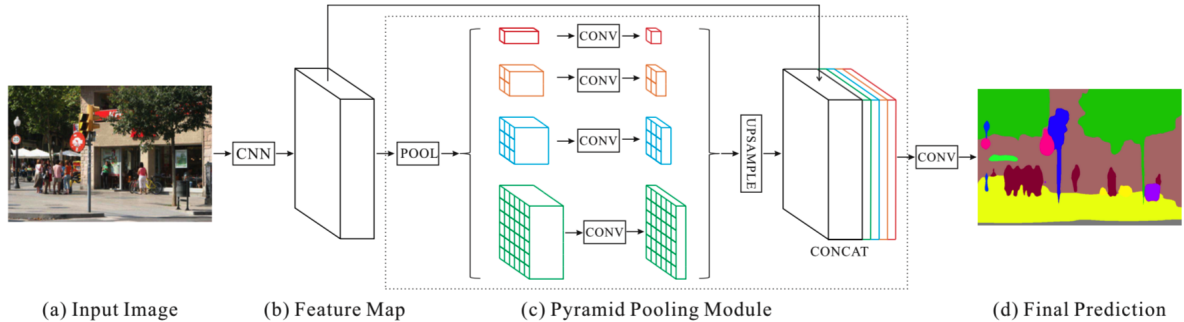 CNN
POOL
CONV
CONV
CONV
CONV
UPSAMPLE
CONCAT
CONV
(a) Input Image
(b) Feature Map
(c) Pyramid Pooling Module
(d) Final Prediction